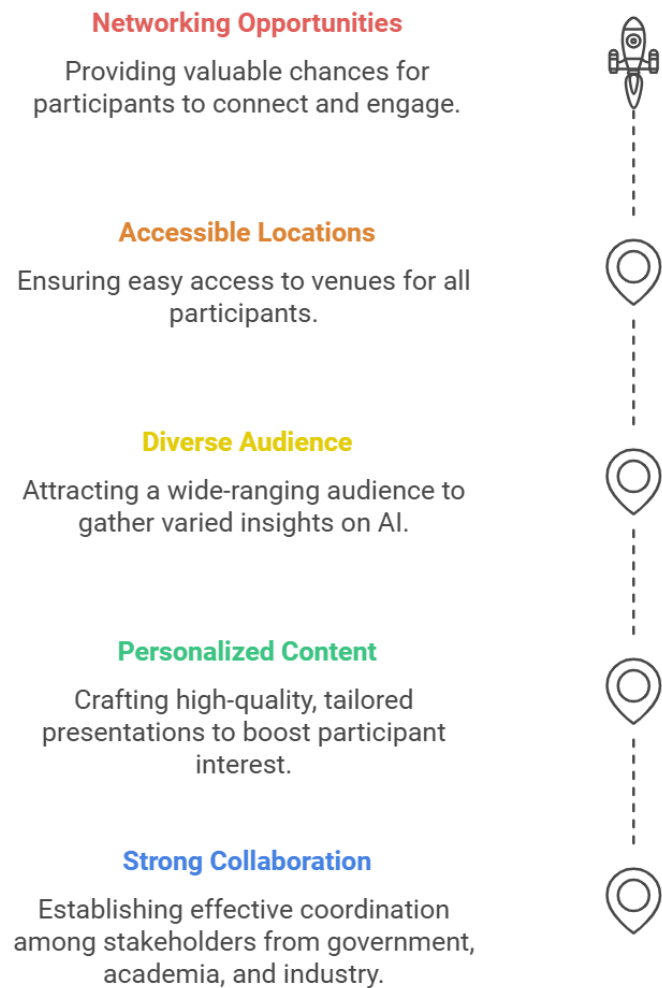 Networking Opportunities
Providing valuable chances for
participants to connect and engage.
Accessible Locations
Ensuring easy access to venues for all
participants.
Diverse Audience
Attracting a wide-ranging audience to
gather varied insights on AI.
Personalized Content
Crafting high-quality, tailored
presentations to boost participant
interest.
Strong Collaboration
Establishing effective coordination
among stakeholders from government,
academia, and industry.